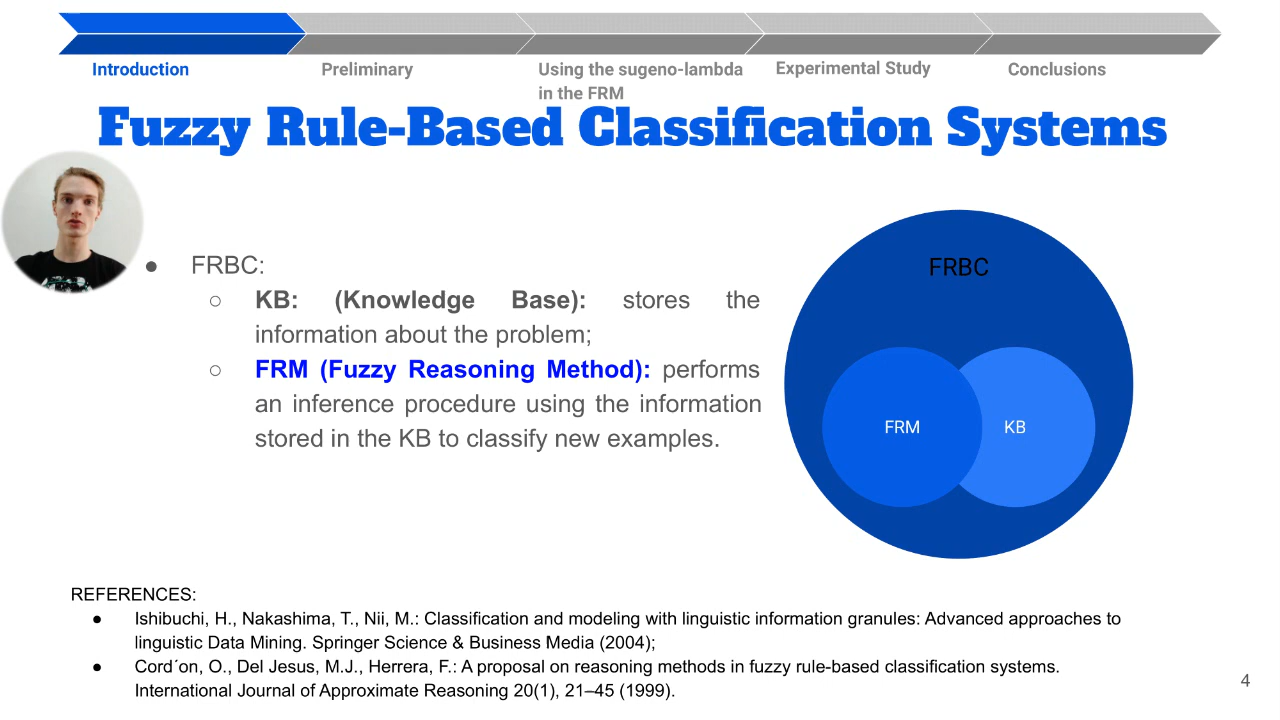 Introduction
Preliminary
Using the sugeno-lambda
in the FRM
Experimental Study
Conclusions
Fuzzy Rule-Based Classification Systems
● FRBC:
○ KB: (Knowledge Base): stores the
information about the problem;
○ FRM (Fuzzy Reasoning Method): performs
an inference procedure using the information
stored in the KB to classify new examples.
FRBC
FRM
KB
REFERENCES:
● Ishibuchi, H., Nakashima, T., Nii, M.: Classification and modeling with linguistic information granules: Advanced approaches to
linguistic Data Mining. Springer Science & Business Media (2004);
● Cord´on, O., Del Jesus, M.J., Herrera, F.: A proposal on reasoning methods in fuzzy rule-based classification systems.
International Journal of Approximate Reasoning 20(1), 21–45 (1999).
4